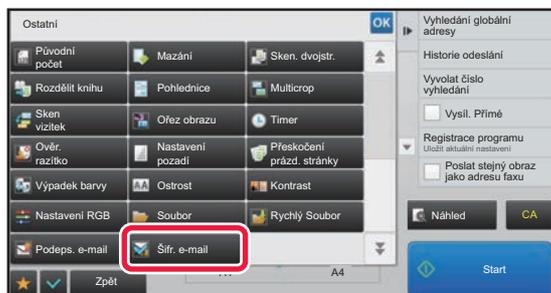 Ostatní
OK
Původní
počet
Mazání
Sken. dvojstr.
Rozdělit knihu
Pohlednice
Multicrop
Sken
vizitek
Ořez obrazu
Timer
Ověr.
razítko
Nastavení
pozadí
Přeskočení
prázd. stránky
Výpadek barvy
Ostrost
Kontrast
Nastavení RGB
Soubor
Rychlý Soubor
Podeps. e-mail
Šifr. e-mail
Zpět
A4
Vyhledání globální
adresy
Historie odeslání
Vyvolat číslo
vyhledání
Vysíl. Přímé
Registrace programu
Uložit aktuální nastavení
Poslat stejný obraz
jako adresu faxu
Náhled
CA
Start